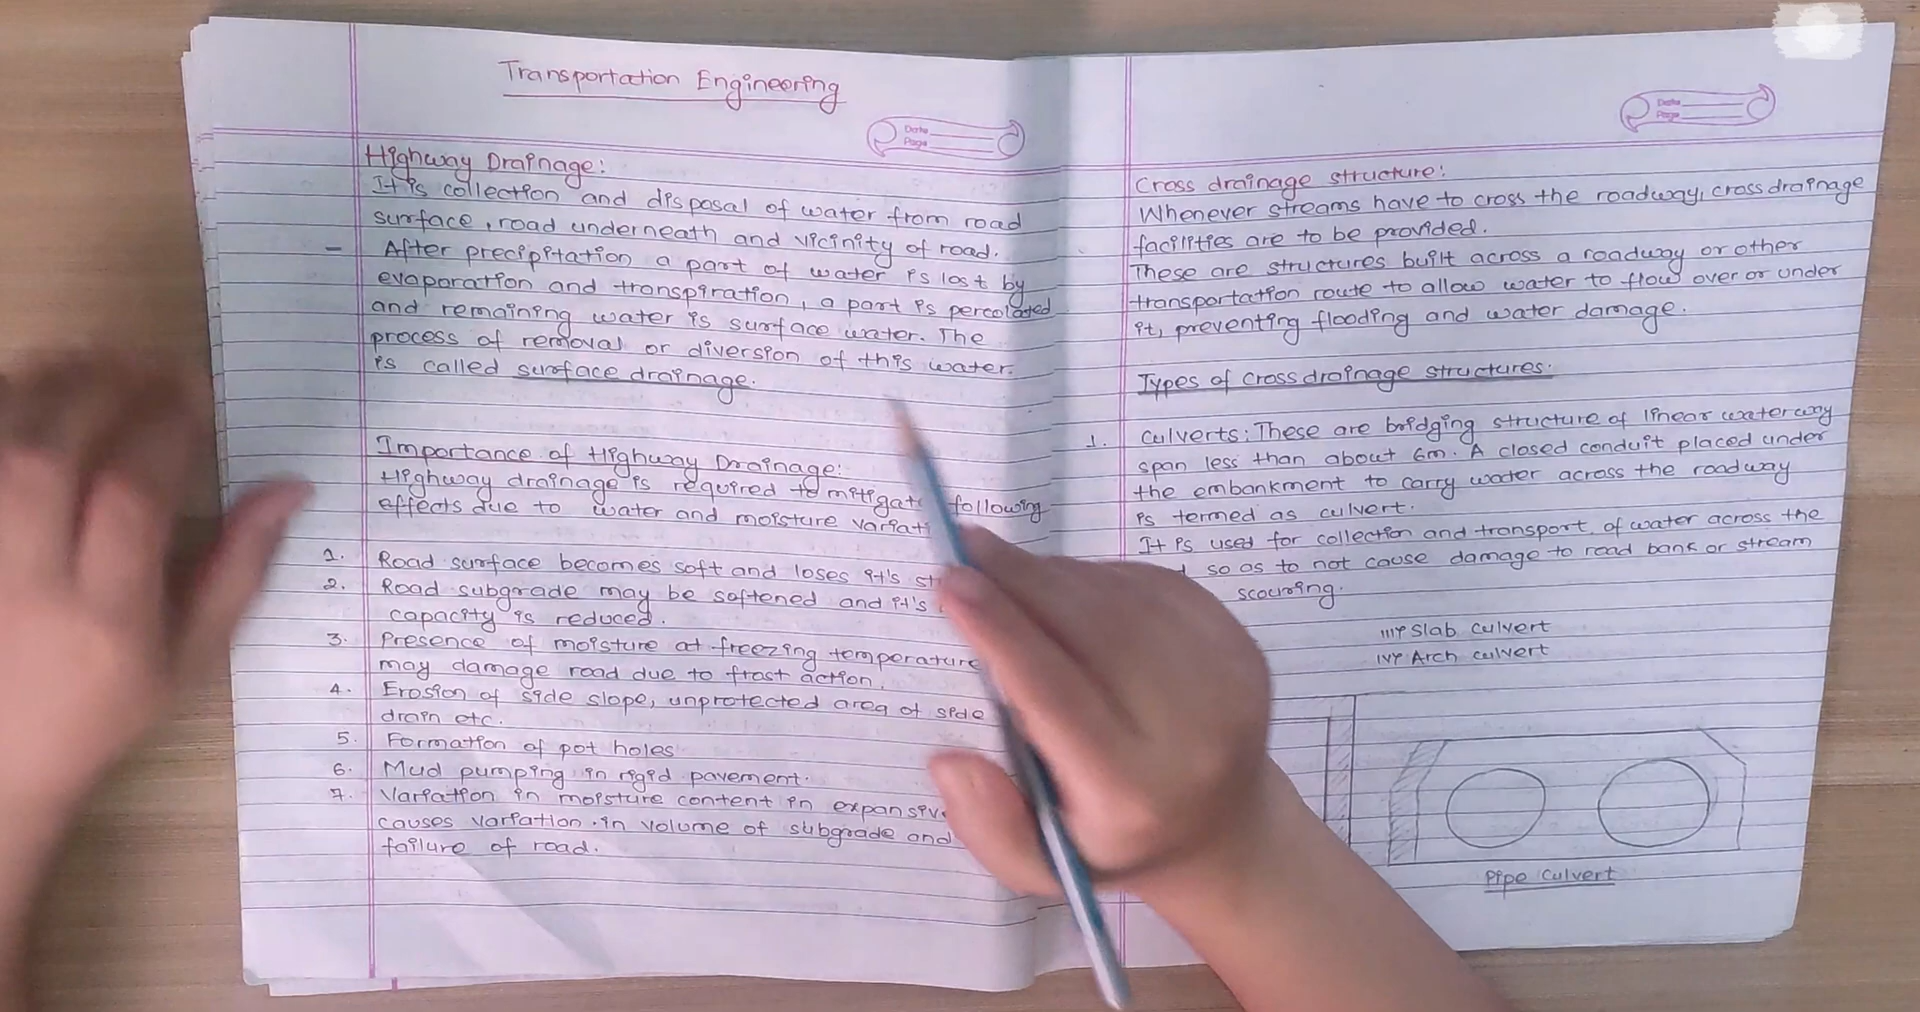 Transportation Engineering
Date
Page
Highway Drainage:
It is collection and disposal of water from road
surface, road underneath and vicinity of road.
- After precipitation a part of water is lost by
evaporation and transpiration, a part is percolated
and remaining water is surface water. The
process of removal or diversion of this water.
is called surface drainage.
Importance of Highway Drainage:
Highway drainage is required to mitigat following
effects due to water and moisture variati
1. Road surface becomes soft and loses it's st
2. Road subgrade may be softened and it's
capacity is reduced.
3. Presence of moisture at freezing temperature
may damage road due to frost action.
4. Erosion of side slope, unprotected area of side
drain etc.
5. Formation of pot holes
6. Mud pumping in rigid pavement.
7. Variation in moisture content in expansive
causes variation in volume of subgrade and
failure of road.
Date
Page
Cross drainage structure:
Whenever streams have to cross the roadway, cross drainage
facilities are to be provided.
These are structures built across a roadway or other
transportation route to allow water to flow over or under
it, preventing flooding and water damage.
Types of cross drainage structures.
1. Culverts: These are bridging structure of linear waterway
span less than about 6m. A closed conduit placed under
the embankment to carry water across the roadway
is termed as culvert.
It is used for collection and transport of water across the
so as to not cause damage to road bank or stream
scouring.
iii) Slab culvert
iv) Arch culvert
Pipe Culvert